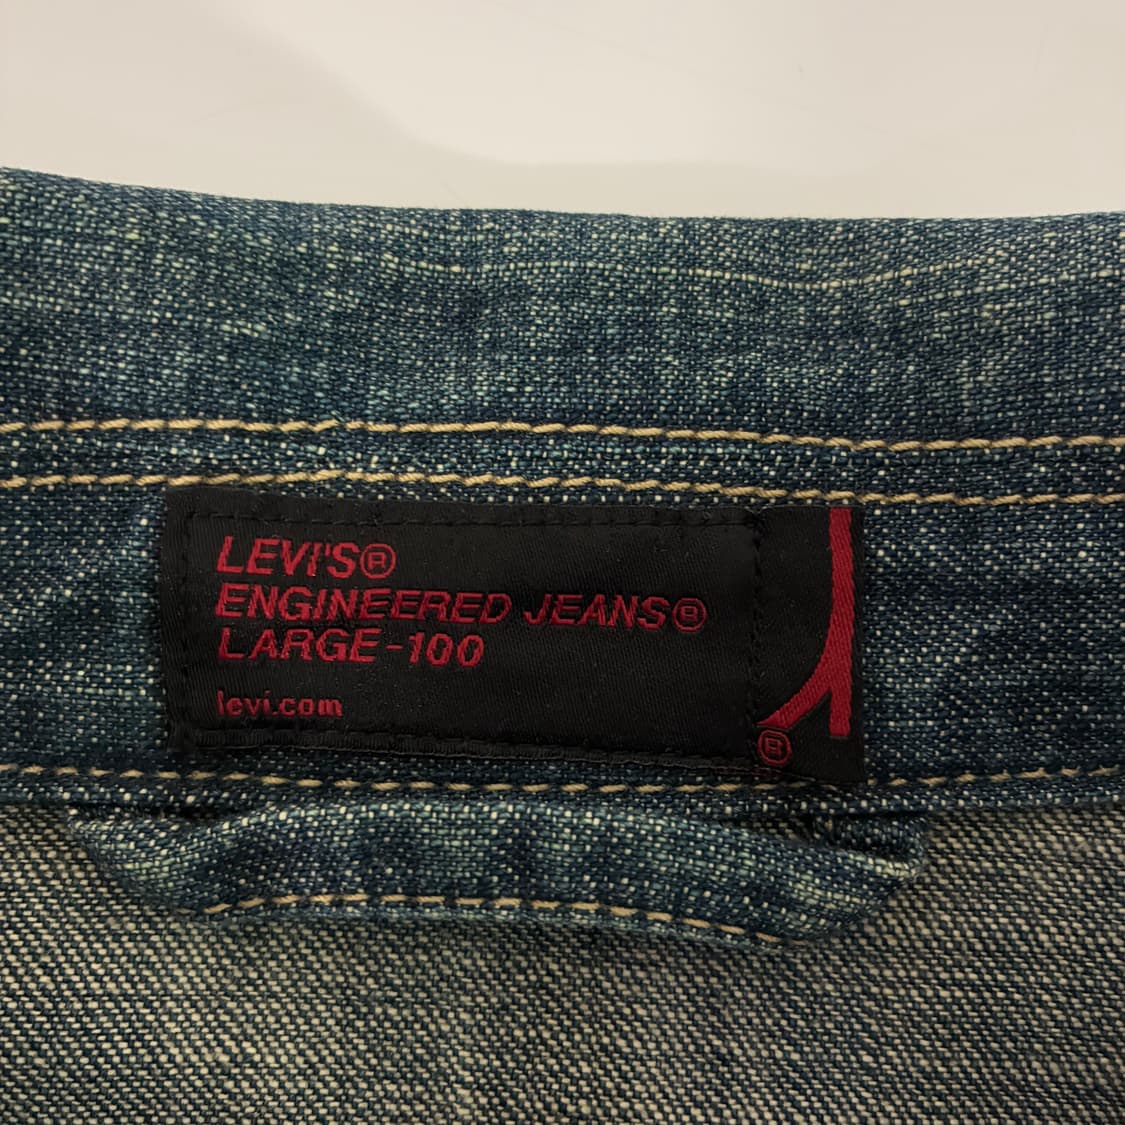 LEVI'S®
ENGINEERED JEANS®
LARGE-100
levi.com
®